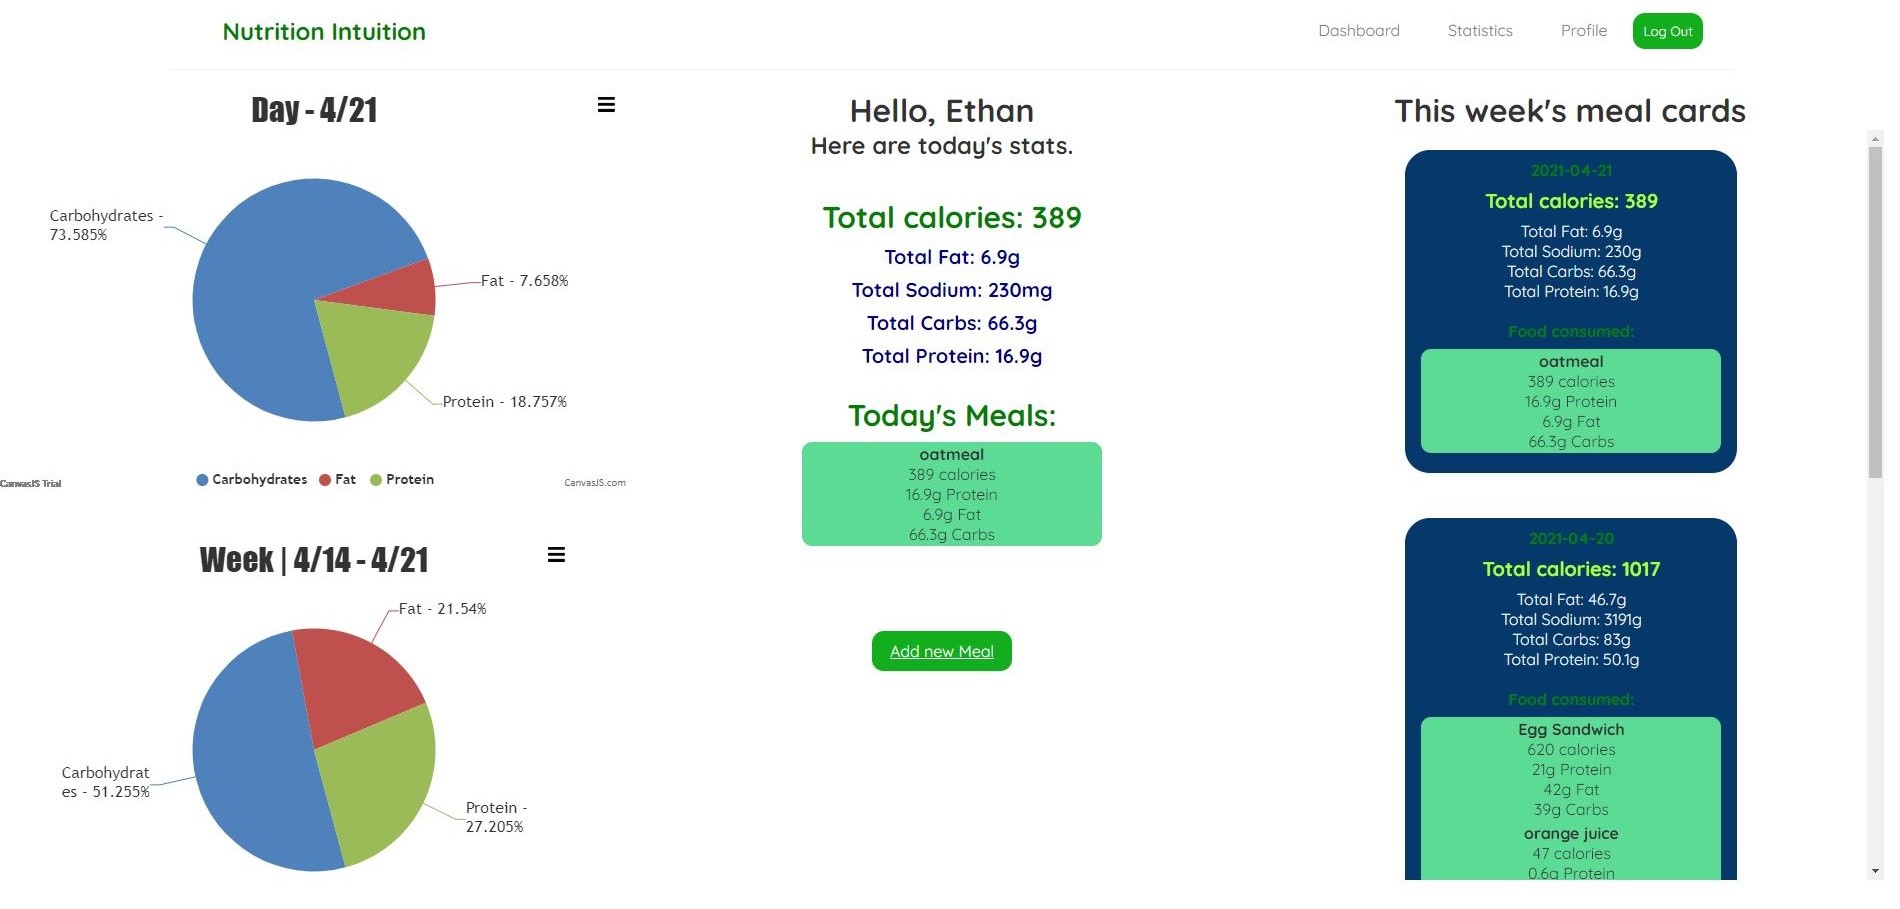 Nutrition Intuition
Dashboard
Statistics
Profile
Log Out
Day - 4/21
Carbohydrates -
73.585%
Fat - 7.658%
Protein - 18.757%
Carbohydrates
Fat
Protein
CanvasJS Trial
CanvasJS.com
Week | 4/14 - 4/21
Fat - 21.54%
Carbohydrat
es - 51.255%
Protein -
27.205%
Hello, Ethan
Here are today's stats.
Total calories: 389
Total Fat: 6.9g
Total Sodium: 230mg
Total Carbs: 66.3g
Total Protein: 16.9g
Today's Meals:
oatmeal
389 calories
16.9g Protein
6.9g Fat
66.3g Carbs
Add new Meal
This week's meal cards
2021-04-21
Total calories: 389
Total Fat: 6.9g
Total Sodium: 230g
Total Carbs: 66.3g
Total Protein: 16.9g
Food consumed:
oatmeal
389 calories
16.9g Protein
6.9g Fat
66.3g Carbs
2021-04-20
Total calories: 1017
Total Fat: 46.7g
Total Sodium: 3191g
Total Carbs: 83g
Total Protein: 50.1g
Food consumed:
Egg Sandwich
620 calories
21g Protein
42g Fat
39g Carbs
orange juice
47 calories
0.6g Protein